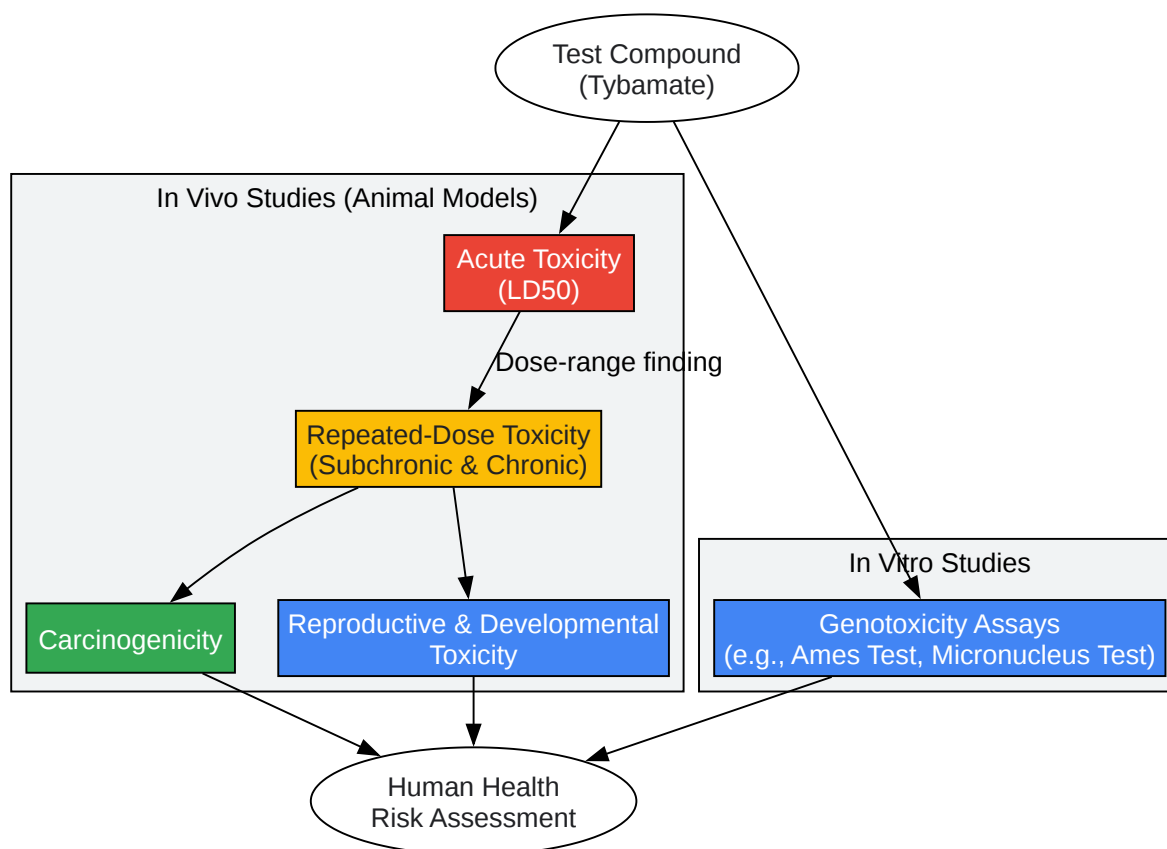 Test Compound
(Tybamate)
In Vivo Studies (Animal Models)
Acute Toxicity
(LD50)
Dose-range finding
Repeated-Dose Toxicity
(Subchronic & Chronic)
In Vitro Studies
Carcinogenicity
Reproductive & Developmental
Toxicity
Genotoxicity Assays
(e.g., Ames Test, Micronucleus Test)
Human Health
Risk Assessment